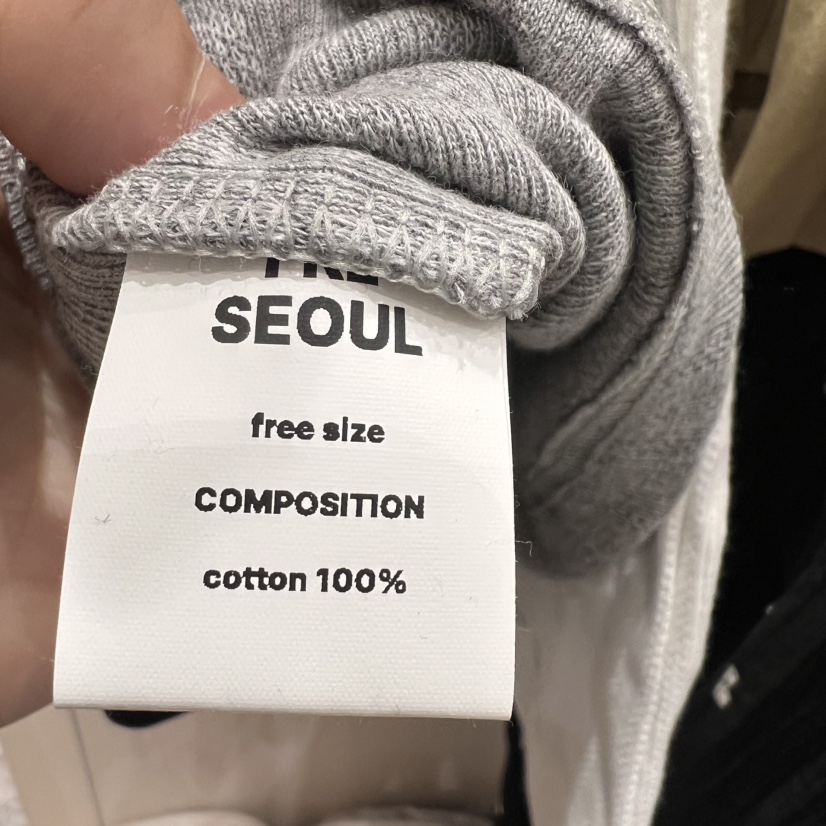 SEOUL
free size
COMPOSITION
cotton 100%